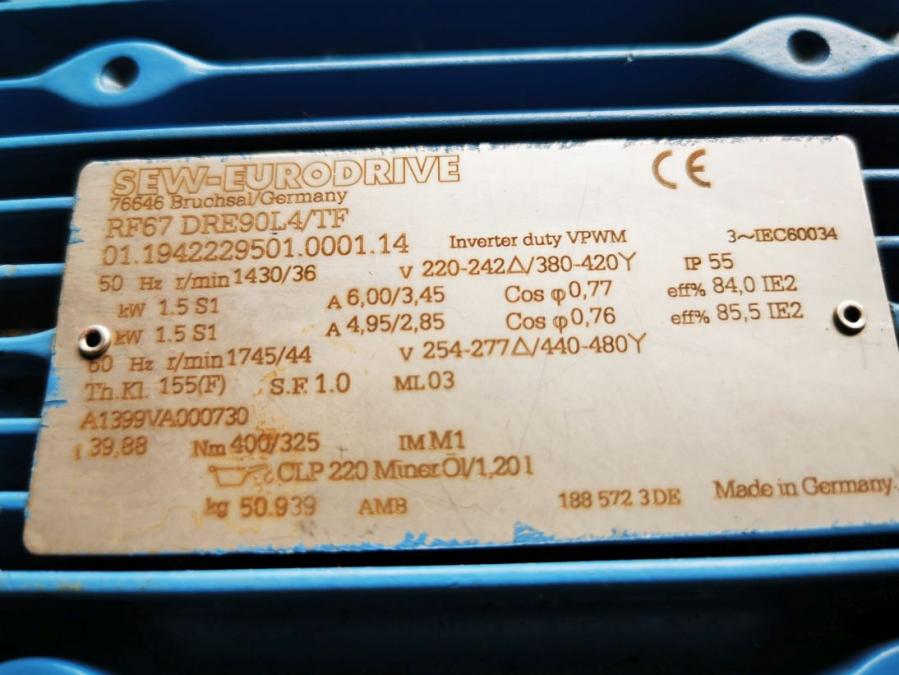 SEW-EURODRIVE CE
76646 Bruchsal/Germany
RF67 DRE90L4/TF
01.1942229501.0001.14 Inverter duty VPWM 3~IEC60034
50 Hz r/min 1430/36 V 220-242△/380-420Y IP 55
kW 1.5 S1 A 6,00/3,45 Cos φ 0,77 eff% 84,0 IE2
kW 1.5 S1 A 4,95/2,85 Cos φ 0,76 eff% 85,5 IE2
60 Hz r/min 1745/44 V 254-277△/440-480Y
Th.Kl. 155(F) S.F. 1.0 ML 03
A1399VA000730
i 39,88 Nm 400/325 IM M1
CLP 220 Miner.Öl/1,20 l
kg 50.939 AMB 188 572 3 DE Made in Germany